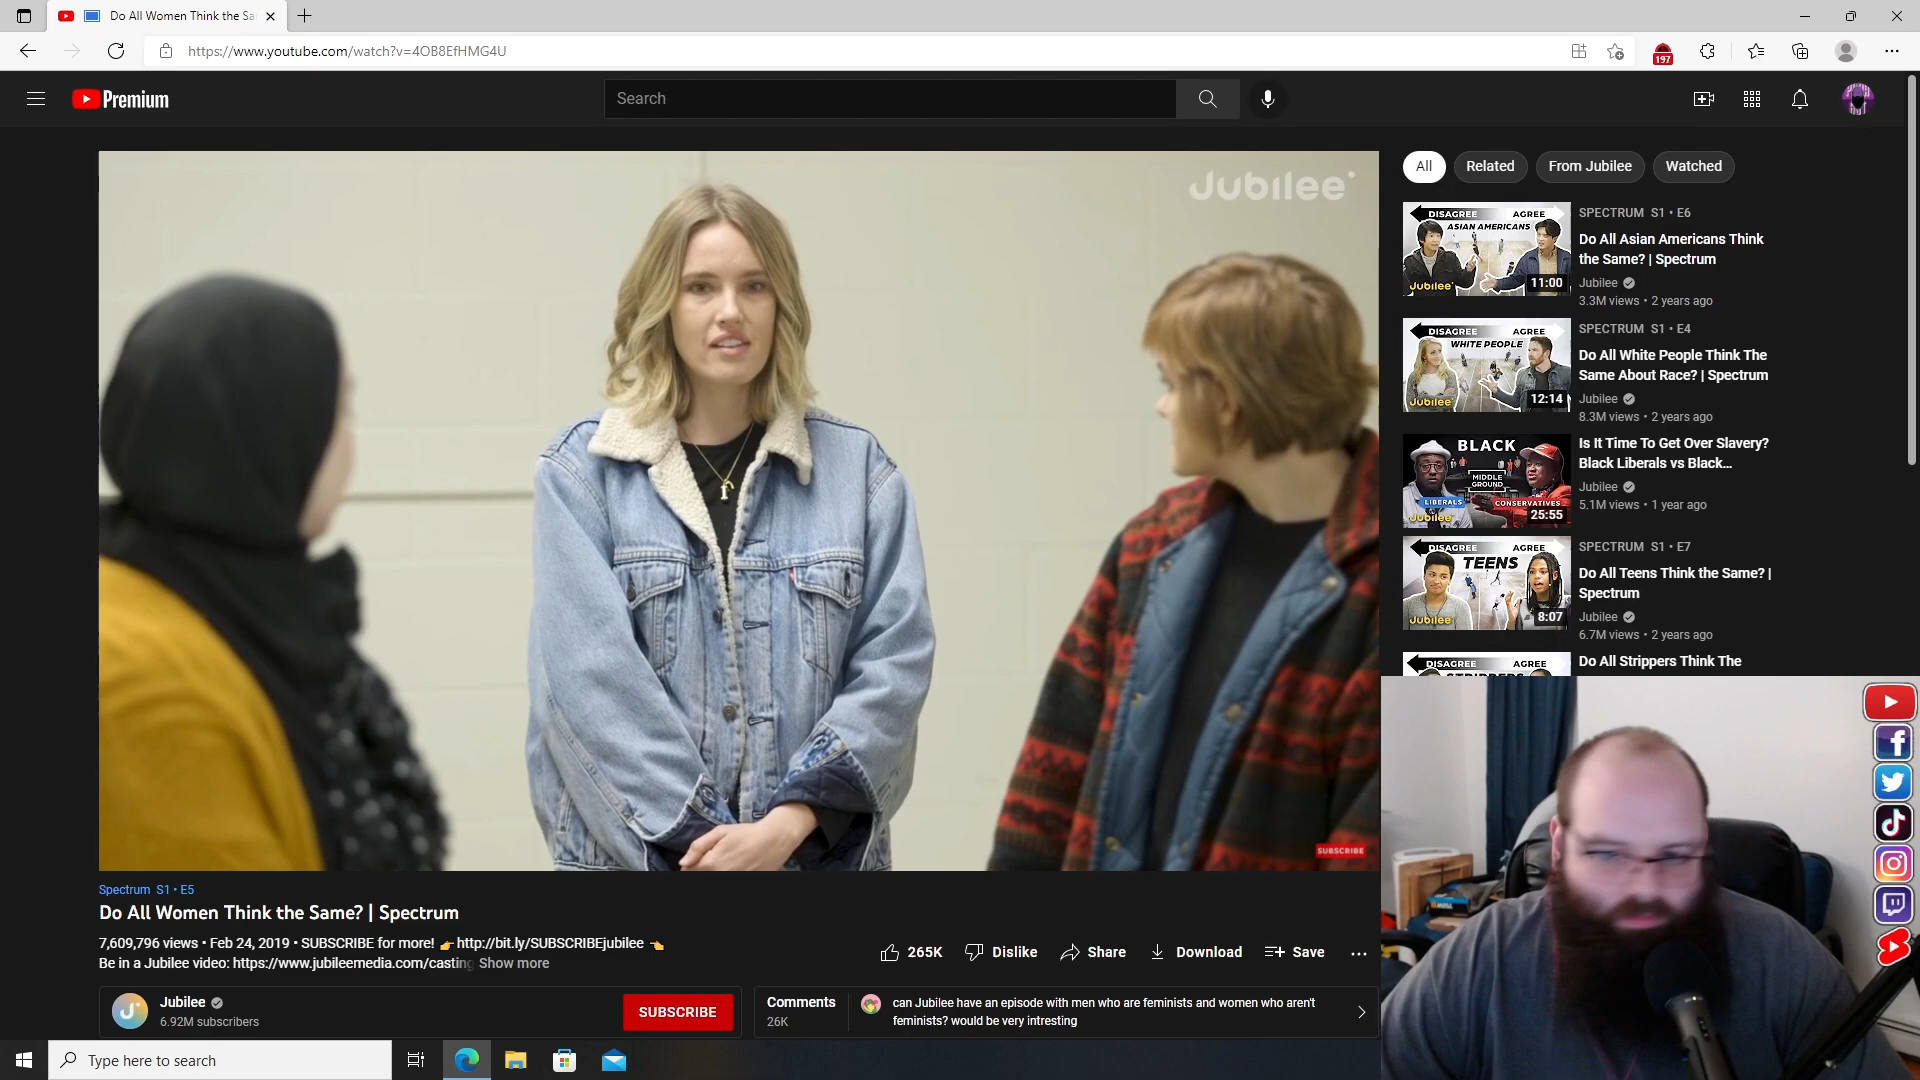 Do All Women Think the Sa
https://www.youtube.com/watch?v=4OB8EfHMG4U
197
Premium
Search
Jubilee
SUBSCRIBE
Spectrum S1 • E5
Do All Women Think the Same? | Spectrum
7,609,796 views • Feb 24, 2019 • SUBSCRIBE for more! 👉 http://bit.ly/SUBSCRIBEjubilee 👈
Be in a Jubilee video: https://www.jubileemedia.com/casting Show more
265K
Dislike
Share
Download
Save
Jubilee
6.92M subscribers
SUBSCRIBE
Comments
26K
can Jubilee have an episode with men who are feminists and women who aren't
feminists? would be very intresting
All
Related
From Jubilee
Watched
DISAGREE AGREE
ASIAN AMERICANS
Jubilee
11:00
SPECTRUM S1 • E6
Do All Asian Americans Think
the Same? | Spectrum
Jubilee
3.3M views • 2 years ago
DISAGREE AGREE
WHITE PEOPLE
Jubilee
12:14
SPECTRUM S1 • E4
Do All White People Think The
Same About Race? | Spectrum
Jubilee
8.3M views • 2 years ago
BLACK
MIDDLE
GROUND
LIBERALS
CONSERVATIVES
Jubilee
25:55
Is It Time To Get Over Slavery?
Black Liberals vs Black...
Jubilee
5.1M views • 1 year ago
DISAGREE AGREE
TEENS
Jubilee
8:07
SPECTRUM S1 • E7
Do All Teens Think the Same? |
Spectrum
Jubilee
6.7M views • 2 years ago
DISAGREE AGREE
Do All Strippers Think The
Type here to search